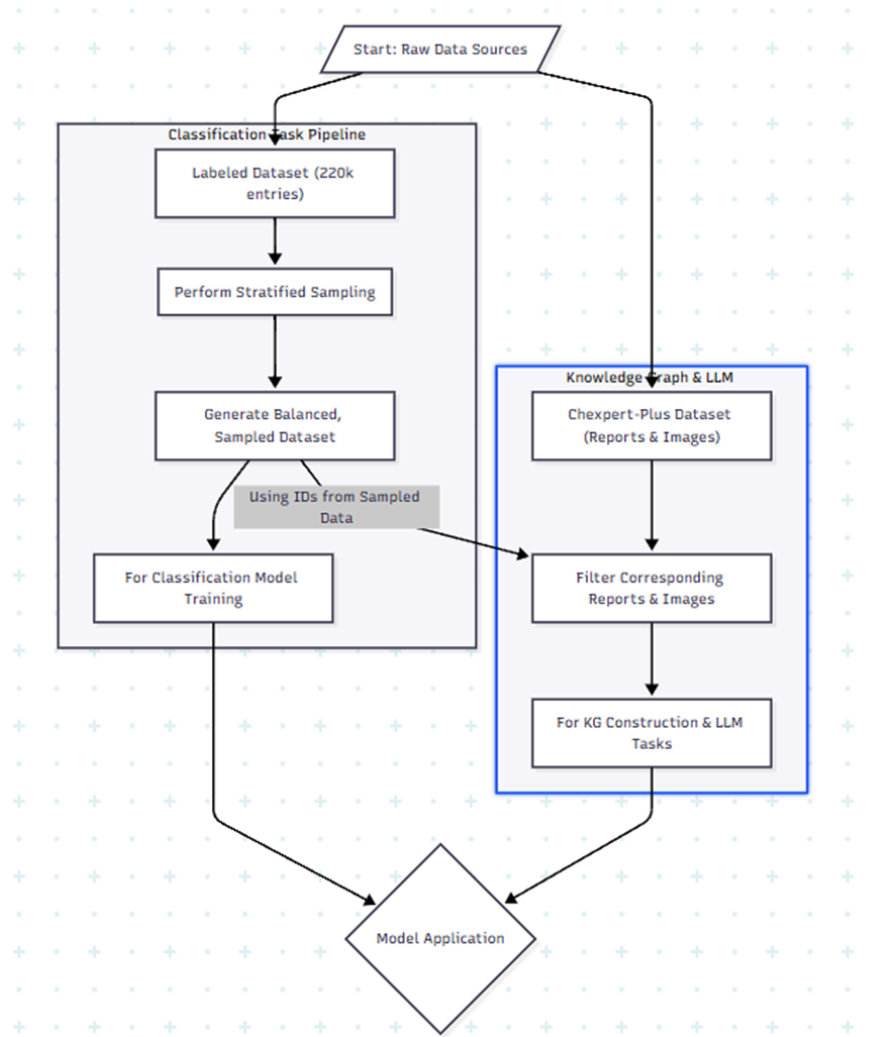 Start: Raw Data Sources
Classification Task Pipeline
Labeled Dataset (220k
entries)
Perform Stratified Sampling
Generate Balanced,
Sampled Dataset
Using IDs from Sampled
Data
For Classification Model
Training
Knowledge Graph & LLM
Chexpert-Plus Dataset
(Reports & Images)
Filter Corresponding
Reports & Images
For KG Construction & LLM
Tasks
Model Application